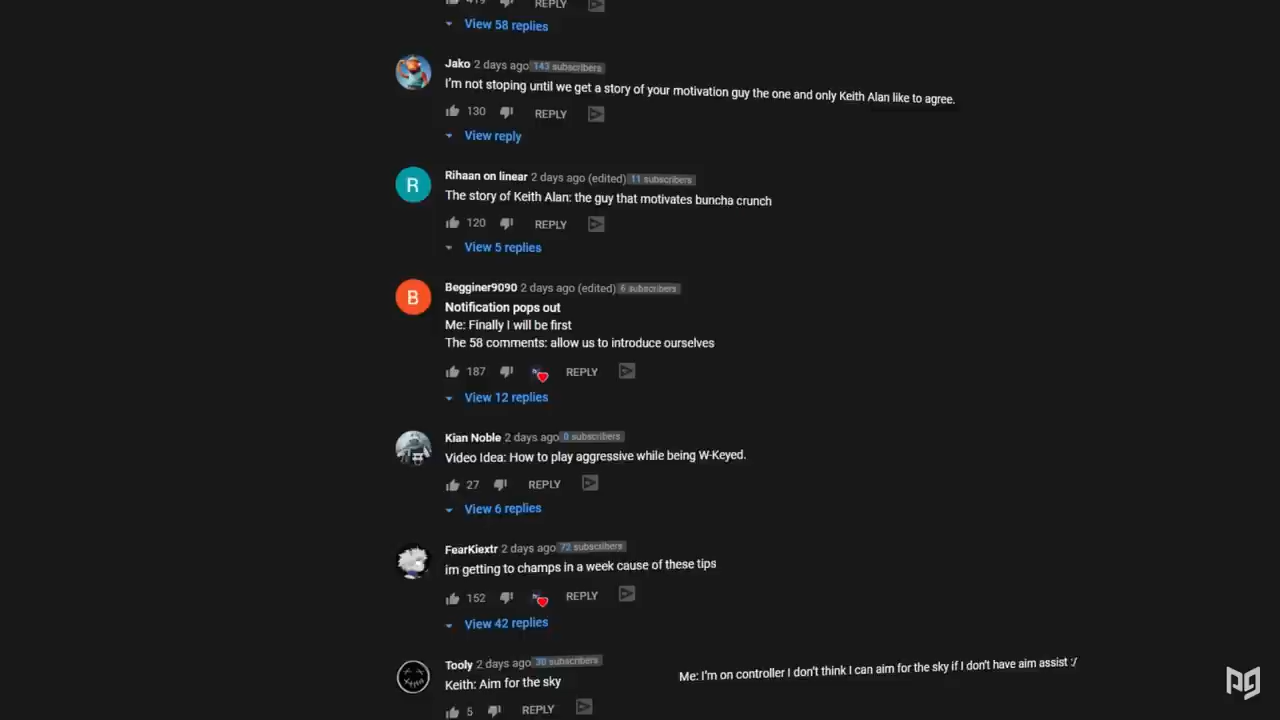 419 REPLY
View 58 replies
Jako 2 days ago 143 subscribers
I'm not stoping until we get a story of your motivation guy the one and only Keith Alan like to agree.
130 REPLY
View reply
R
Rihaan on linear 2 days ago (edited) 11 subscribers
The story of Keith Alan: the guy that motivates buncha crunch
120 REPLY
View 5 replies
B
Begginer9090 2 days ago (edited) 6 subscribers
Notification pops out
Me: Finally I will be first
The 58 comments: allow us to introduce ourselves
187 REPLY
View 12 replies
Kian Noble 2 days ago 0 subscribers
Video Idea: How to play aggressive while being W-Keyed.
27 REPLY
View 6 replies
FearKiextr 2 days ago 72 subscribers
im getting to champs in a week cause of these tips
152 REPLY
View 42 replies
Tooly 2 days ago 30 subscribers
Keith: Aim for the sky
Me: I'm on controller I don't think I can aim for the sky if I don't have aim assist :/
5 REPLY
PG